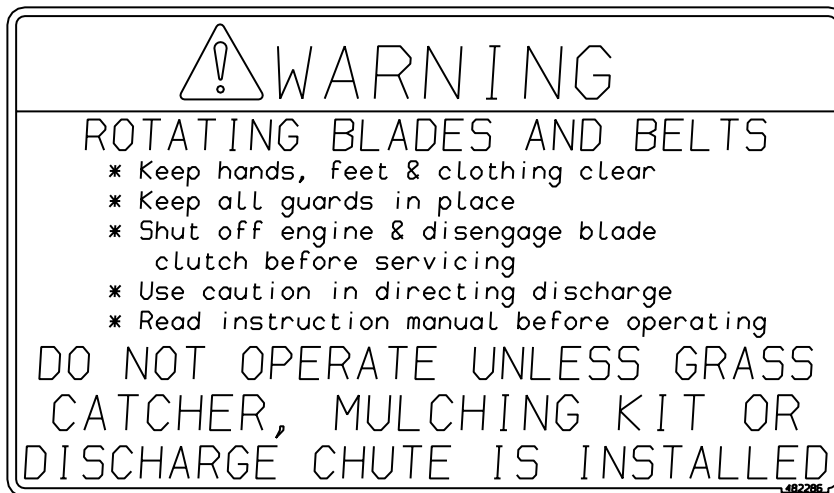 WARNING
ROTATING BLADES AND BELTS
* Keep hands, feet & clothing clear
* Keep all guards in place
* Shut off engine & disengage blade
clutch before servicing
* Use caution in directing discharge
* Read instruction manual before operating
DO NOT OPERATE UNLESS GRASS
CATCHER, MULCHING KIT OR
DISCHARGE CHUTE IS INSTALLED
482286